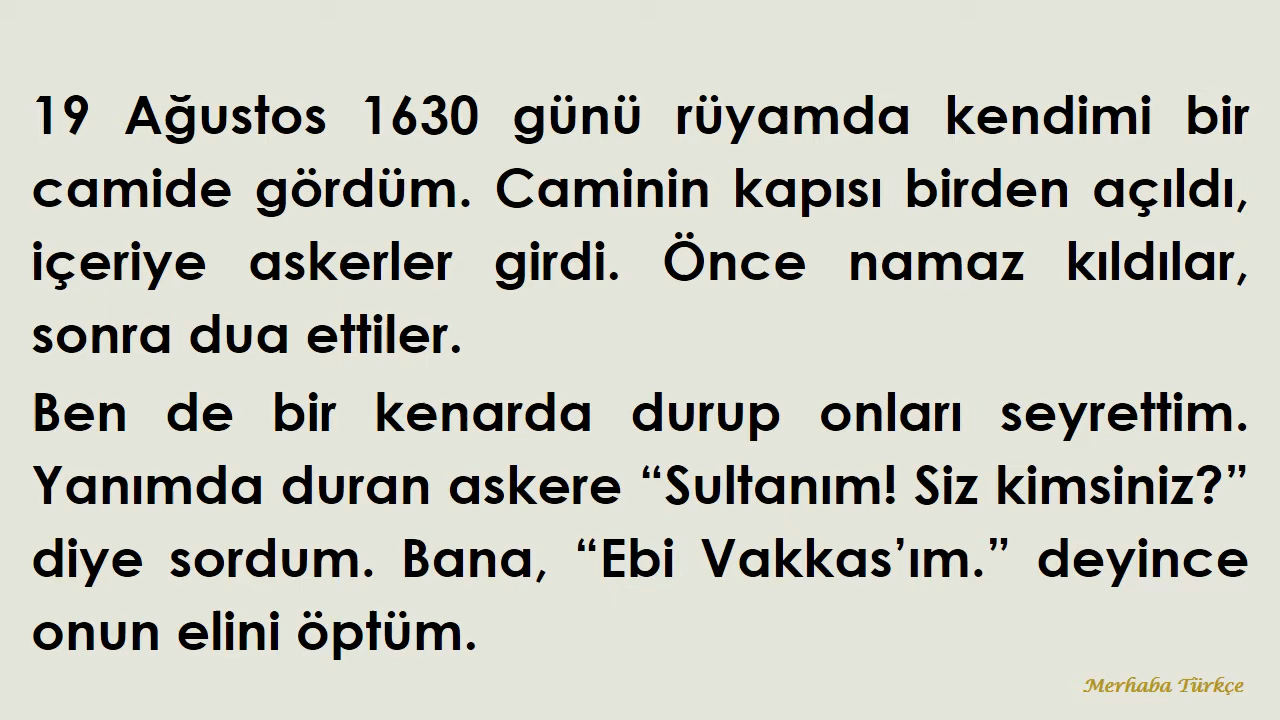 19 Ağustos 1630 günü rüyamda kendimi bir
camide gördüm. Caminin kapısı birden açıldı,
içeriye askerler girdi. Önce namaz kıldılar,
sonra dua ettiler.
Ben de bir kenarda durup onları seyrettim.
Yanımda duran askere “Sultanım! Siz kimsiniz?”
diye sordum. Bana, “Ebi Vakkas’ım.” deyince
onun elini öptüm.
Merhaba Türkçe